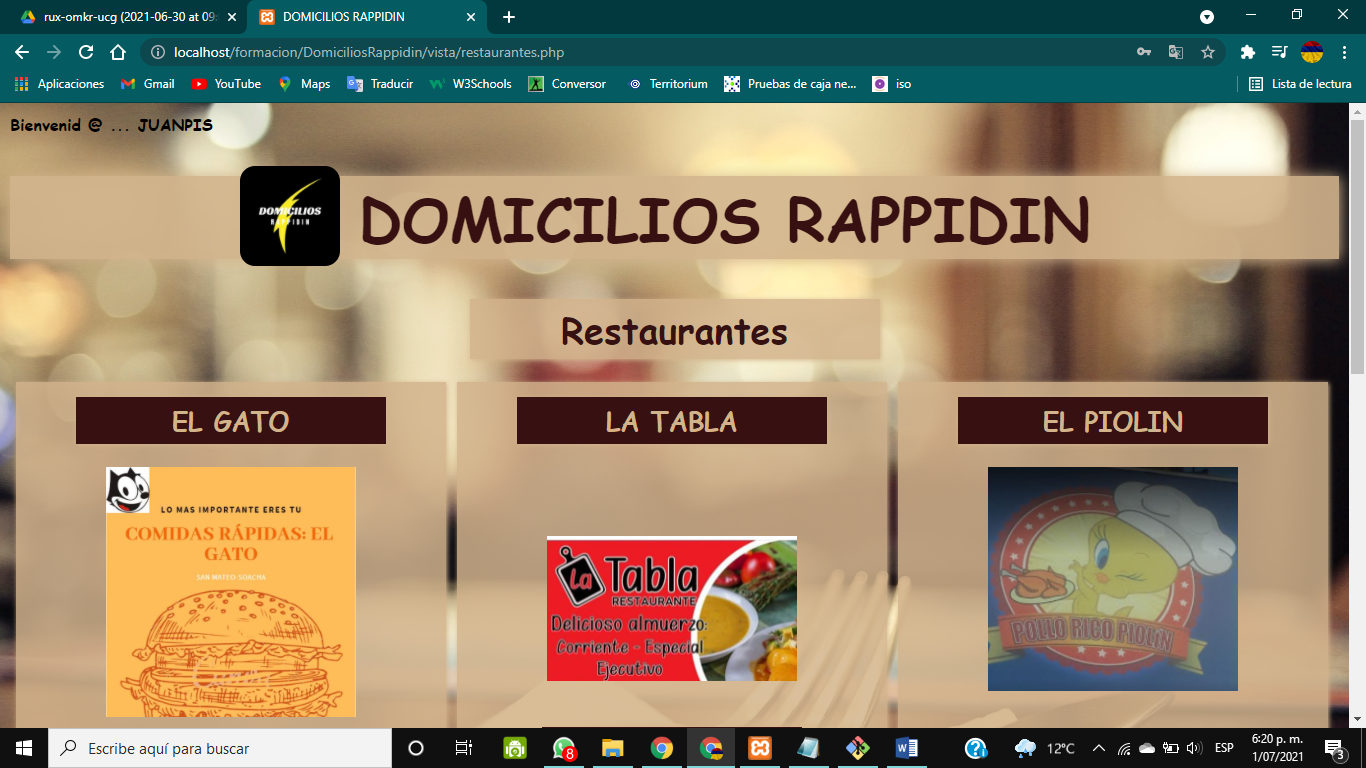 rux-omkr-ucg (2021-06-30 at 09:
DOMICILIOS RAPPIDIN
localhost/formacion/DomiciliosRappidin/vista/restaurantes.php
Aplicaciones
Gmail
YouTube
Maps
Traducir
W3Schools
Conversor
Territorium
Pruebas de caja ne...
iso
Lista de lectura
Bienvenid @ ... JUANPIS
DOMICILIOS
RAPPIDIN
DOMICILIOS RAPPIDIN
Restaurantes
EL GATO
LO MAS IMPORTANTE ERES TU
COMIDAS RÁPIDAS: EL
GATO
SAN MATEO-SOACHA
Canva
LA TABLA
La Tabla
RESTAURANTE
Delicioso almuerzo:
Corriente - Especial
Ejecutivo
EL PIOLIN
POLLO RICO PIOLIN
Escribe aquí para buscar
8
12°C
ESP
6:20 p. m.
1/07/2021
3